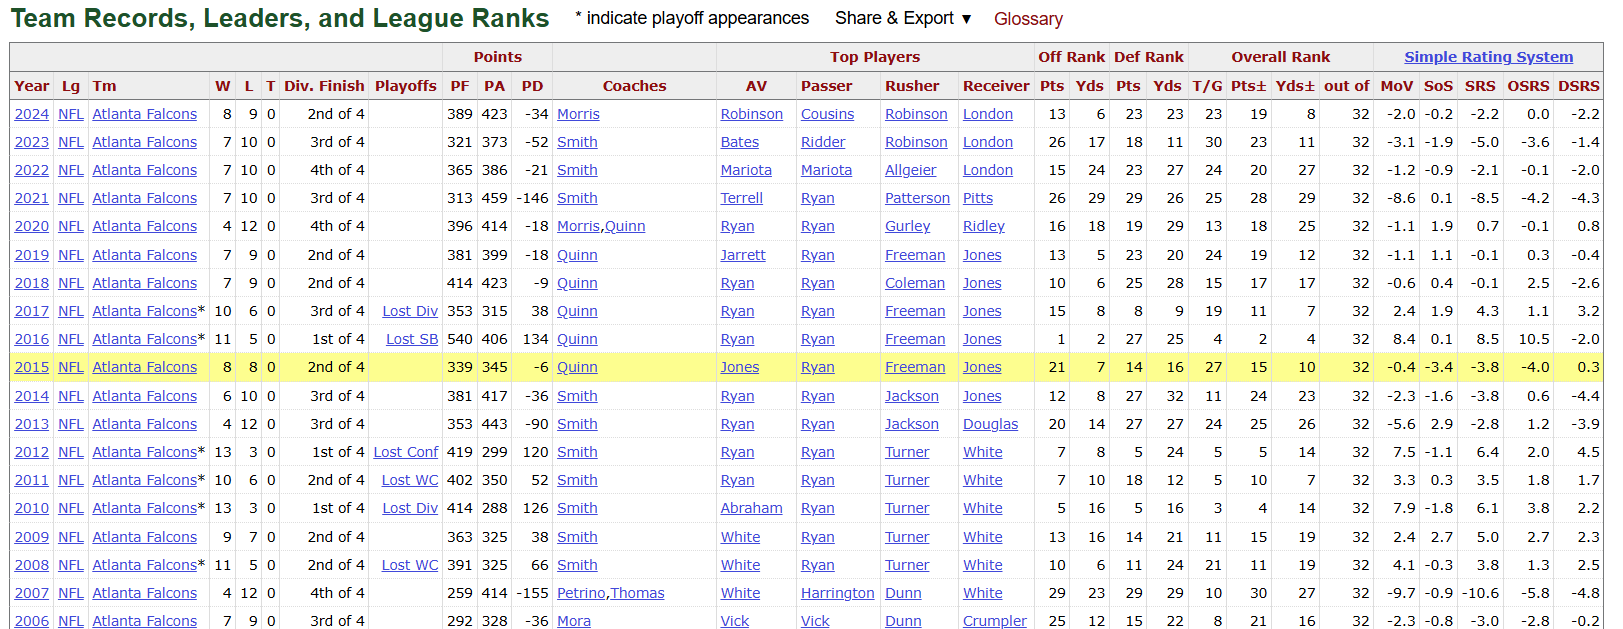 Team Records, Leaders, and League Ranks * indicate playoff appearances Share & Export ▼ Glossary
Points Top Players Off Rank Def Rank Overall Rank Simple Rating System
Year Lg Tm W L T Div. Finish Playoffs PF PA PD Coaches AV Passer Rusher Receiver Pts Yds Pts Yds T/G Pts± Yds± out of MoV SoS SRS OSRS DSRS
2024 NFL Atlanta Falcons 8 9 0 2nd of 4 389 423 -34 Morris Robinson Cousins Robinson London 13 6 23 23 23 19 8 32 -2.0 -0.2 -2.2 0.0 -2.2
2023 NFL Atlanta Falcons 7 10 0 3rd of 4 321 373 -52 Smith Bates Ridder Robinson London 26 17 18 11 30 23 11 32 -3.1 -1.9 -5.0 -3.6 -1.4
2022 NFL Atlanta Falcons 7 10 0 4th of 4 365 386 -21 Smith Mariota Mariota Allgeier London 15 24 23 27 24 20 27 32 -1.2 -0.9 -2.1 -0.1 -2.0
2021 NFL Atlanta Falcons 7 10 0 3rd of 4 313 459 -146 Smith Terrell Ryan Patterson Pitts 26 29 29 26 25 28 29 32 -8.6 0.1 -8.5 -4.2 -4.3
2020 NFL Atlanta Falcons 4 12 0 4th of 4 396 414 -18 Morris,Quinn Ryan Ryan Gurley Ridley 16 18 19 29 13 18 25 32 -1.1 1.9 0.7 -0.1 0.8
2019 NFL Atlanta Falcons 7 9 0 2nd of 4 381 399 -18 Quinn Jarrett Ryan Freeman Jones 13 5 23 20 24 19 12 32 -1.1 1.1 -0.1 0.3 -0.4
2018 NFL Atlanta Falcons 7 9 0 2nd of 4 414 423 -9 Quinn Ryan Ryan Coleman Jones 10 6 25 28 15 17 17 32 -0.6 0.4 -0.1 2.5 -2.6
2017 NFL Atlanta Falcons* 10 6 0 3rd of 4 Lost Div 353 315 38 Quinn Ryan Ryan Freeman Jones 15 8 8 9 19 11 7 32 2.4 1.9 4.3 1.1 3.2
2016 NFL Atlanta Falcons* 11 5 0 1st of 4 Lost SB 540 406 134 Quinn Ryan Ryan Freeman Jones 1 2 27 25 4 2 4 32 8.4 0.1 8.5 10.5 -2.0
2015 NFL Atlanta Falcons 8 8 0 2nd of 4 339 345 -6 Quinn Jones Ryan Freeman Jones 21 7 14 16 27 15 10 32 -0.4 -3.4 -3.8 -4.0 0.3
2014 NFL Atlanta Falcons 6 10 0 3rd of 4 381 417 -36 Smith Ryan Ryan Jackson Jones 12 8 27 32 11 24 23 32 -2.3 -1.6 -3.8 0.6 -4.4
2013 NFL Atlanta Falcons 4 12 0 3rd of 4 353 443 -90 Smith Ryan Ryan Jackson Douglas 20 14 27 27 24 25 26 32 -5.6 2.9 -2.8 1.2 -3.9
2012 NFL Atlanta Falcons* 13 3 0 1st of 4 Lost Conf 419 299 120 Smith Ryan Ryan Turner White 7 8 5 24 5 5 14 32 7.5 -1.1 6.4 2.0 4.5
2011 NFL Atlanta Falcons* 10 6 0 2nd of 4 Lost WC 402 350 52 Smith Ryan Ryan Turner White 7 10 18 12 5 10 7 32 3.3 0.3 3.5 1.8 1.7
2010 NFL Atlanta Falcons* 13 3 0 1st of 4 Lost Div 414 288 126 Smith Abraham Ryan Turner White 5 16 5 16 3 4 14 32 7.9 -1.8 6.1 3.8 2.2
2009 NFL Atlanta Falcons 9 7 0 2nd of 4 363 325 38 Smith White Ryan Turner White 13 16 14 21 11 15 19 32 2.4 2.7 5.0 2.7 2.3
2008 NFL Atlanta Falcons* 11 5 0 2nd of 4 Lost WC 391 325 66 Smith White Ryan Turner White 10 6 11 24 21 11 19 32 4.1 -0.3 3.8 1.3 2.5
2007 NFL Atlanta Falcons 4 12 0 4th of 4 259 414 -155 Petrino,Thomas White Harrington Dunn White 29 23 29 29 10 30 27 32 -9.7 -0.9 -10.6 -5.8 -4.8
2006 NFL Atlanta Falcons 7 9 0 3rd of 4 292 328 -36 Mora Vick Vick Dunn Crumpler 25 12 15 22 8 21 16 32 -2.3 -0.8 -3.0 -2.8 -0.2